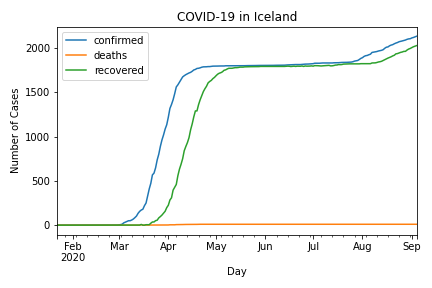 COVID-19 in Iceland
confirmed
deaths
recovered
Number of Cases
2000
1500
1000
500
0
Feb Mar Apr May Jun Jul Aug Sep
2020
Day